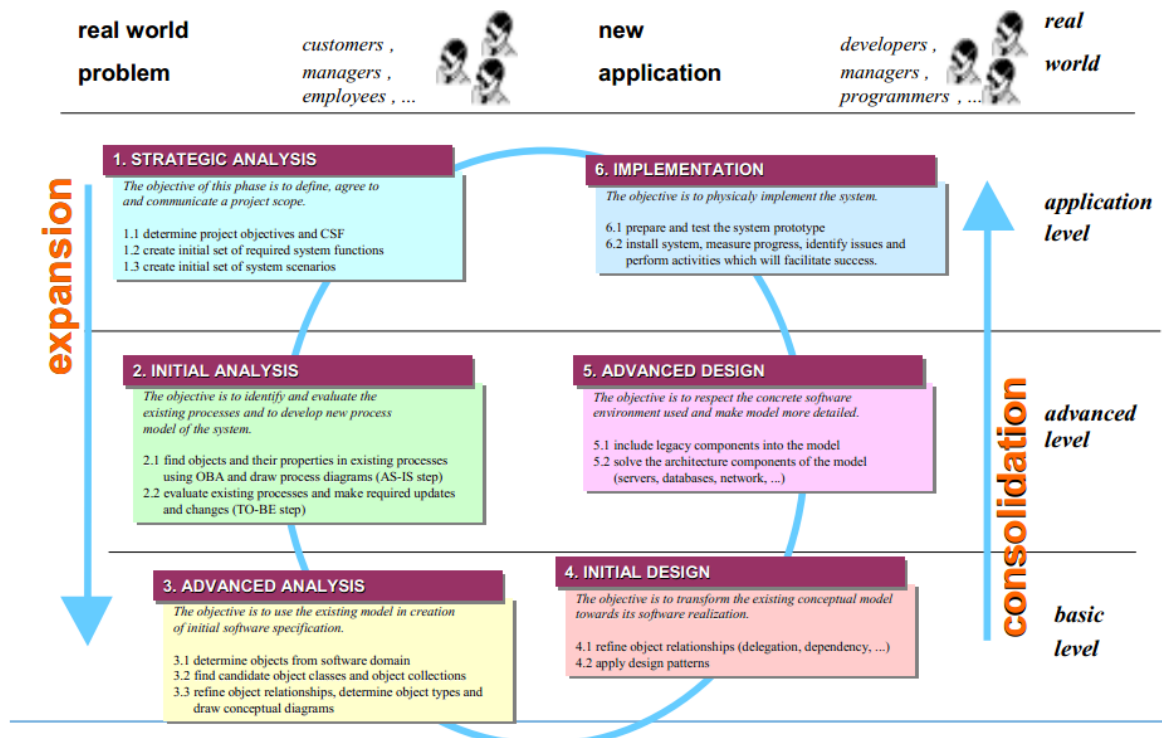 real world
problem
customers ,
managers ,
employees , ...
new
application
developers ,
managers ,
programmers , ...
real
world
expansion
1. STRATEGIC ANALYSIS
The objective of this phase is to define, agree to
and communicate a project scope.
1.1 determine project objectives and CSF
1.2 create initial set of required system functions
1.3 create initial set of system scenarios
6. IMPLEMENTATION
The objective is to physicaly implement the system.
6.1 prepare and test the system prototype
6.2 install system, measure progress, identify issues and
perform activities which will facilitate success.
application
level
2. INITIAL ANALYSIS
The objective is to identify and evaluate the
existing processes and to develop new process
model of the system.
2.1 find objects and their properties in existing processes
using OBA and draw process diagrams (AS-IS step)
2.2 evaluate existing processes and make required updates
and changes (TO-BE step)
5. ADVANCED DESIGN
The objective is to respect the concrete software
environment used and make model more detailed.
5.1 include legacy components into the model
5.2 solve the architecture components of the model
(servers, databases, network, ...)
advanced
level
consolidation
3. ADVANCED ANALYSIS
The objective is to use the existing model in creation
of initial software specification.
3.1 determine objects from software domain
3.2 find candidate object classes and object collections
3.3 refine object relationships, determine object types and
draw conceptual diagrams
4. INITIAL DESIGN
The objective is to transform the existing conceptual model
towards its software realization.
4.1 refine object relationships (delegation, dependency, ...)
4.2 apply design patterns
basic
level